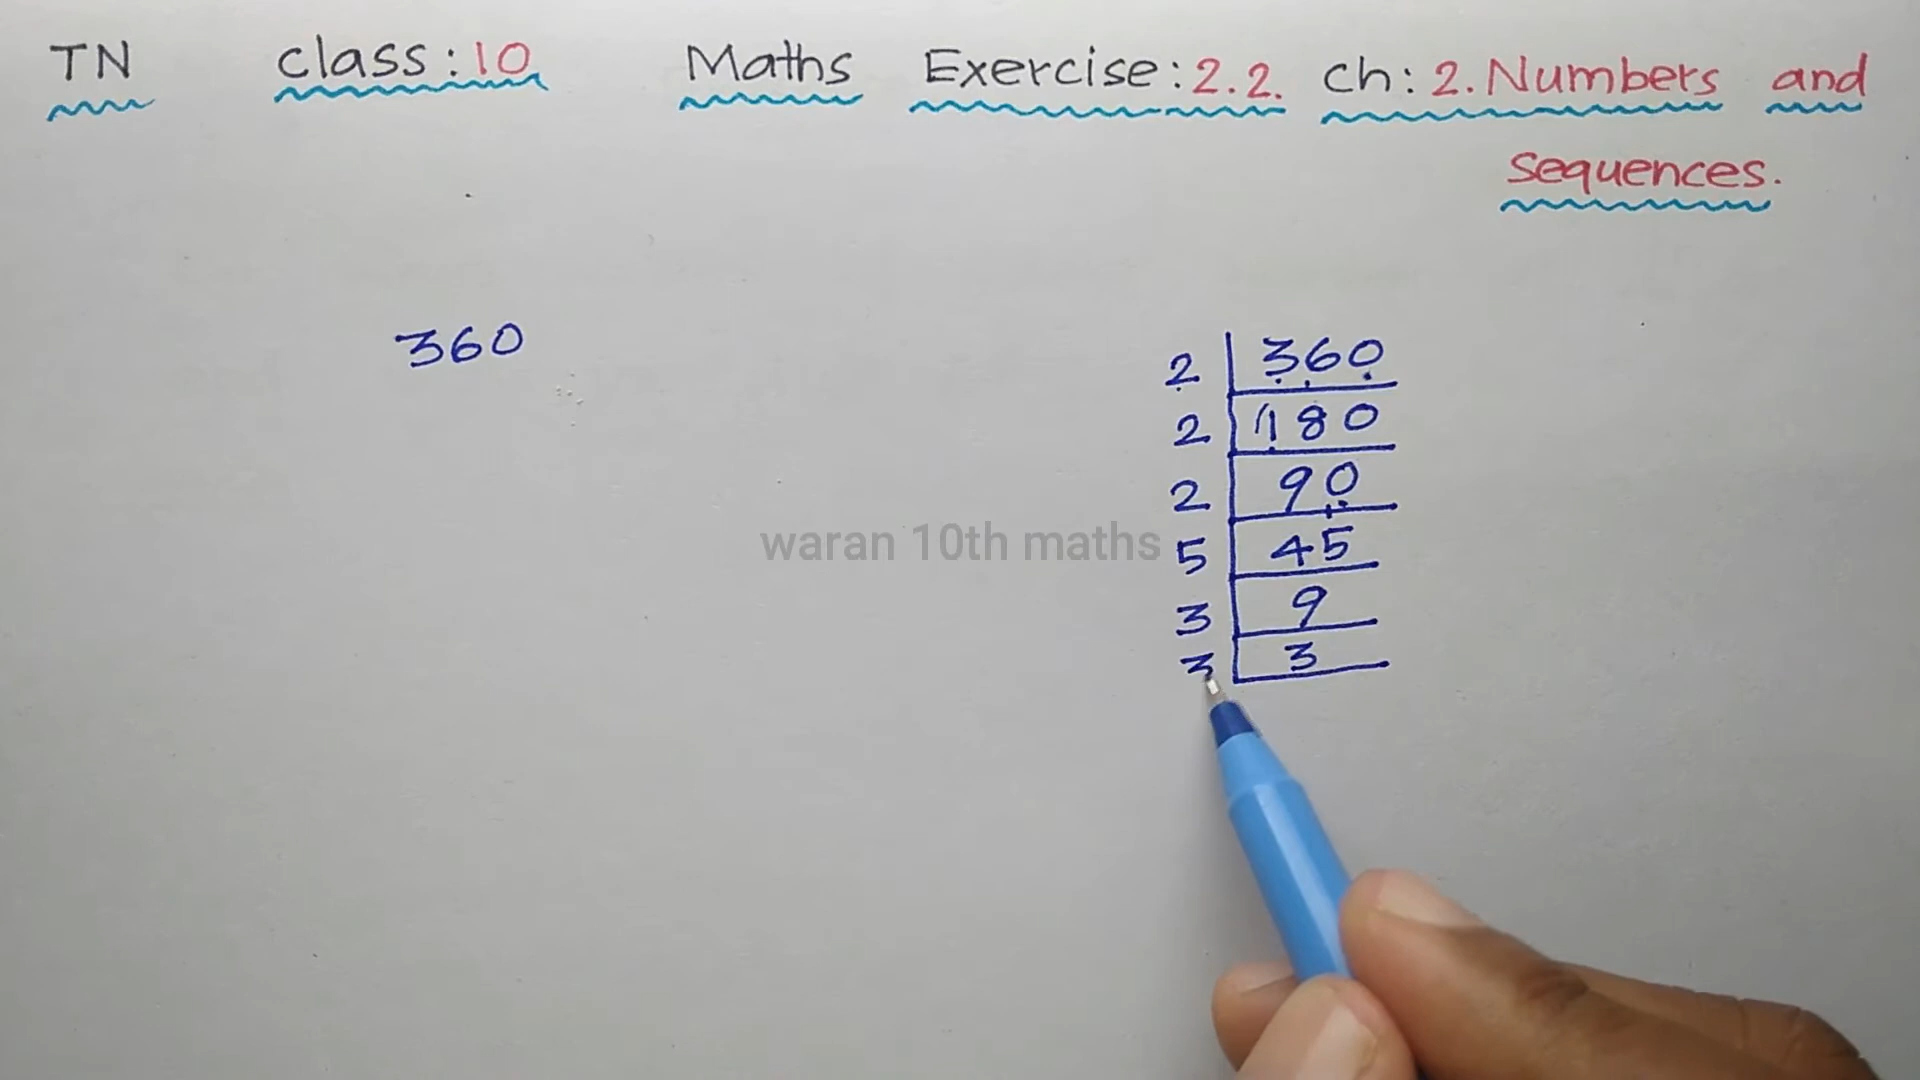 TN class: 10 Maths Exercise: 2.2. Ch: 2. Numbers and
Sequences.
360
2 360
2 180
2 90
5 45
3 9
3 3
waran 10th maths